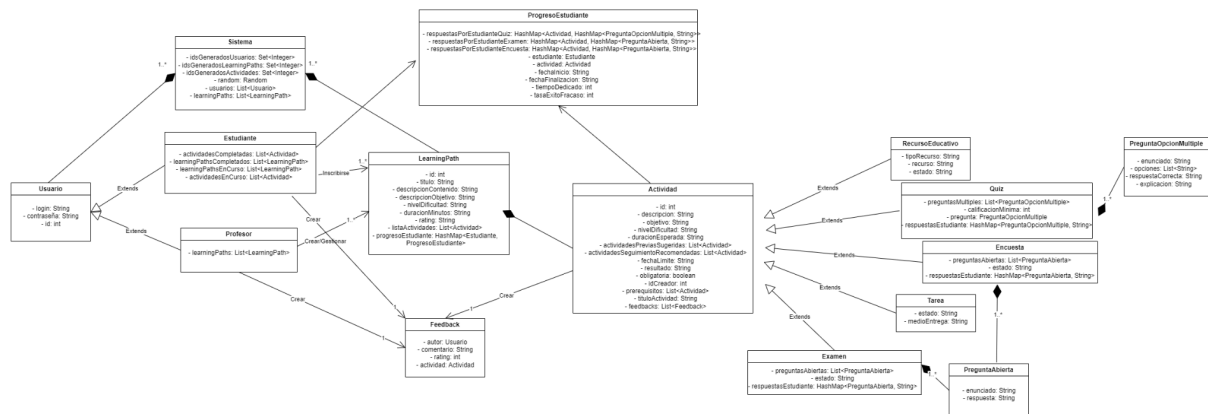 ProgresoEstudiante
- respuestasPorEstudianteQuiz: HashMap<Actividad, HashMap<PreguntaOpcionMultiple, String>>
- respuestasPorEstudianteExamen: HashMap<Actividad, HashMap<PreguntaAbierta, String>>
- respuestasPorEstudianteEncuesta: HashMap<Actividad, HashMap<PreguntaAbierta, String>>
- estudiante: Estudiante
- actividad: Actividad
- fechaInicio: String
- fechaFinalizacion: String
- tiempoDedicado: int
- tasaExitoFracaso: int
Sistema
- idsGeneradosUsuarios: Set<Integer>
- idsGeneradosLearningPaths: Set<Integer>
- idsGeneradosActividades: Set<Integer>
- random: Random
- usuarios: List<Usuario>
- learningPaths: List<LearningPath>
1..*
1..*
Estudiante
- actividadesCompletadas: List<Actividad>
- learningPathsCompletados: List<LearningPath>
- learningPathsEnCurso: List<LearningPath>
- actividadesEnCurso: List<Actividad>
Inscribirse
1..*
LearningPath
- id: int
- titulo: String
- descripcionContenido: String
- descripcionObjetivo: String
- nivelDificultad: String
- duracionMinutos: String
- rating: String
- listaActividades: List<Actividad>
- progresoEstudiante: HashMap<Estudiante,
ProgresoEstudiante>
Usuario
- login: String
- contraseña: String
- id: int
Extends
Extends
Profesor
- learningPaths: List<LearningPath>
Crear
Crear/Gestionar
1..*
Crear
1
1
Feedback
- autor: Usuario
- comentario: String
- rating: int
- actividad: Actividad
1
Crear
Actividad
- id: int
- descripcion: String
- objetivo: String
- nivelDificultad: String
- duracionEsperada: String
- actividadesPreviasSugeridas: List<Actividad>
- actividadesSeguimientoRecomendadas: List<Actividad>
- fechaLimite: String
- resultado: String
- obligatoria: boolean
- idCreador: int
- prerequisitos: List<Actividad>
- tituloActividad: String
- feedbacks: List<Feedback>
Extends
Extends
Extends
Extends
Extends
RecursoEducativo
- tipoRecurso: String
- recurso: String
- estado: String
PreguntaOpcionMultiple
- enunciado: String
- opciones: List<String>
- respuestaCorrecta: String
- explicacion: String
Quiz
- preguntasMultiples: List<PreguntaOpcionMultiple>
- calificacionMinima: int
- pregunta: PreguntaOpcionMultiple
- respuestasEstudiante: HashMap<PreguntaOpcionMultiple, String>
1..*
Encuesta
- preguntasAbiertas: List<PreguntaAbierta>
- estado: String
- respuestasEstudiante: HashMap<PreguntaAbierta, String>
1..*
Tarea
- estado: String
- medioEntrega: String
Examen
- preguntasAbiertas: List<PreguntaAbierta>
- estado: String
- respuestasEstudiante: HashMap<PreguntaAbierta, String>
1..*
PreguntaAbierta
- enunciado: String
- respuesta: String